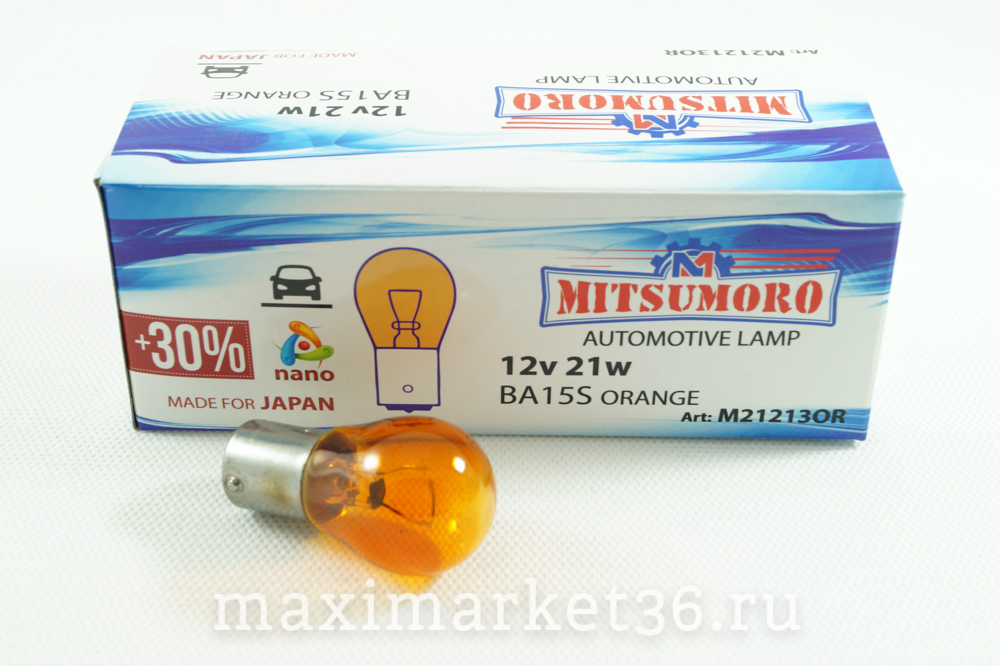 MADE FOR JAPAN
12v 21w
BA15S ORANGE
Art: M21213OR
AUTOMOTIVE LAMP
MITSUMORO
M
+30%
nano
MADE FOR JAPAN
M
MITSUMORO
AUTOMOTIVE LAMP
12v 21w
BA15S ORANGE
Art: M21213OR
maximarket36.ru